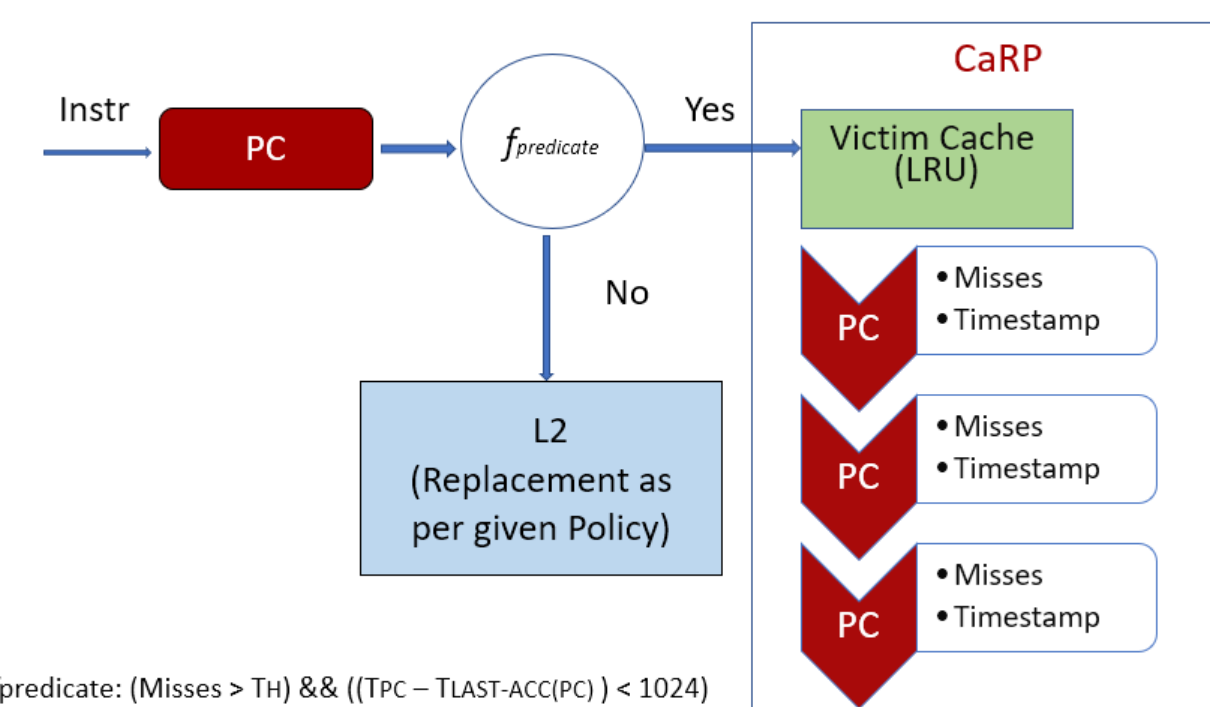 CaRP
Instr
PC
fpredicate
Yes
Victim Cache
(LRU)
No
PC
• Misses
• Timestamp
L2
(Replacement as
per given Policy)
PC
• Misses
• Timestamp
PC
• Misses
• Timestamp
predicate: (Misses > TH) && ((TPC – TLAST-ACC(PC) ) < 1024)